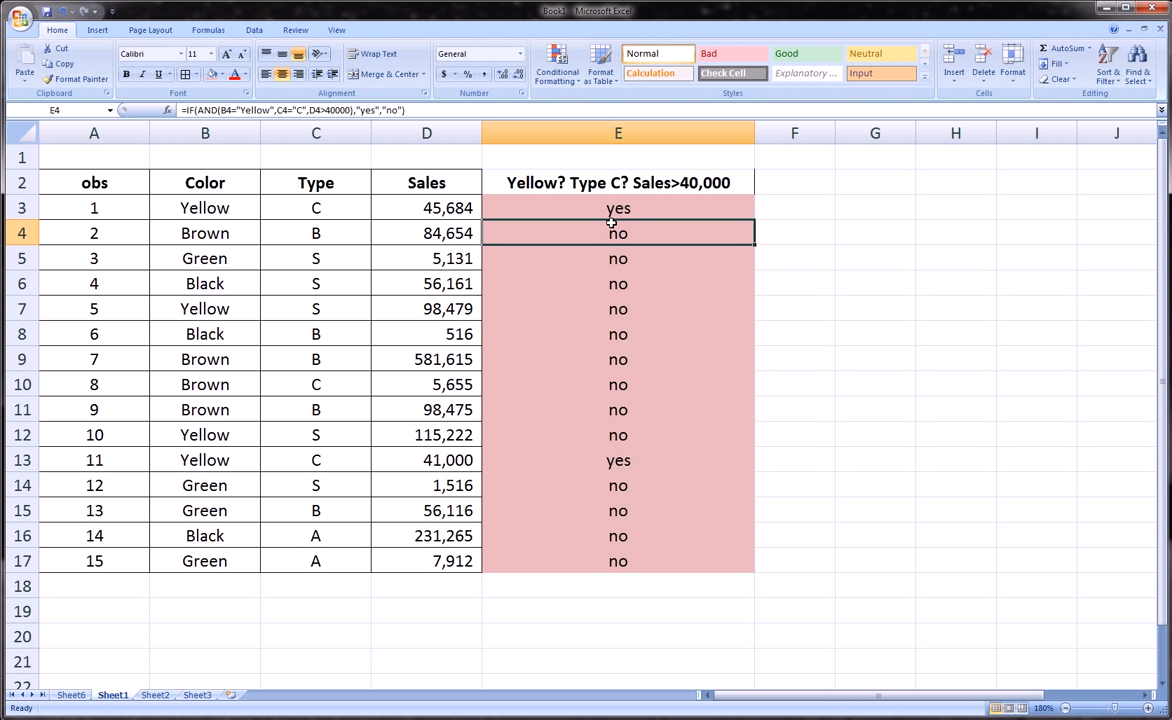 Book1 - Microsoft Excel
Home Insert Page Layout Formulas Data Review View
Paste Cut Copy Format Painter Clipboard
Calibri 11 B I U A Font
Wrap Text Merge & Center Alignment
General $ % , Number
Conditional Formatting Format as Table Normal Bad Good Neutral
Calculation Check Cell Explanatory ... Input Styles
Insert Delete Format Cells
AutoSum Fill Clear Sort & Filter Find & Select Editing
E4 =IF(AND(B4="Yellow",C4="C",D4>40000),"yes","no")
A B C D E F G H I J
1
2 obs Color Type Sales Yellow? Type C? Sales>40,000
3 1 Yellow C 45,684 yes
4 2 Brown B 84,654 no
5 3 Green S 5,131 no
6 4 Black S 56,161 no
7 5 Yellow S 98,479 no
8 6 Black B 516 no
9 7 Brown B 581,615 no
10 8 Brown C 5,655 no
11 9 Brown B 98,475 no
12 10 Yellow S 115,222 no
13 11 Yellow C 41,000 yes
14 12 Green S 1,516 no
15 13 Green B 56,116 no
16 14 Black A 231,265 no
17 15 Green A 7,912 no
18
19
20
21
22
Sheet6 Sheet1 Sheet2 Sheet3
Ready 180%